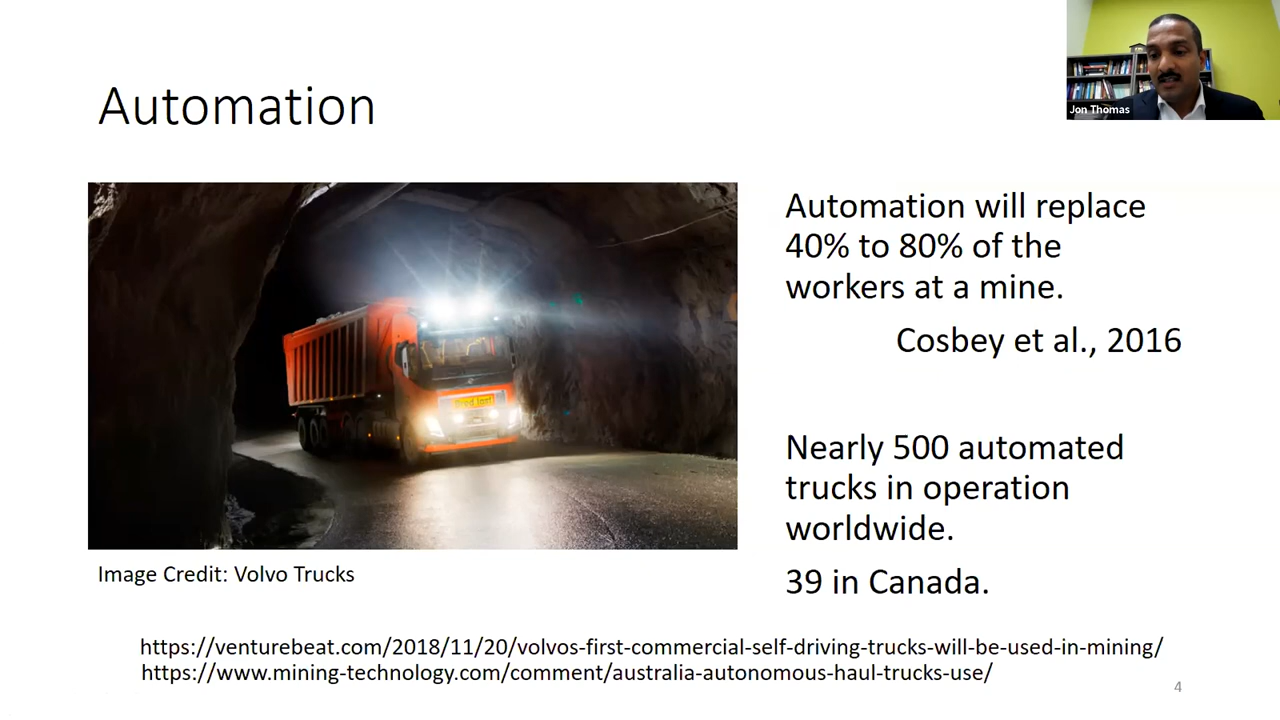 Automation
Jon Thomas
Automation will replace
40% to 80% of the
workers at a mine.
Cosbey et al., 2016
Nearly 500 automated
trucks in operation
worldwide.
39 in Canada.
Image Credit: Volvo Trucks
https://venturebeat.com/2018/11/20/volvos-first-commercial-self-driving-trucks-will-be-used-in-mining/
https://www.mining-technology.com/comment/australia-autonomous-haul-trucks-use/
4